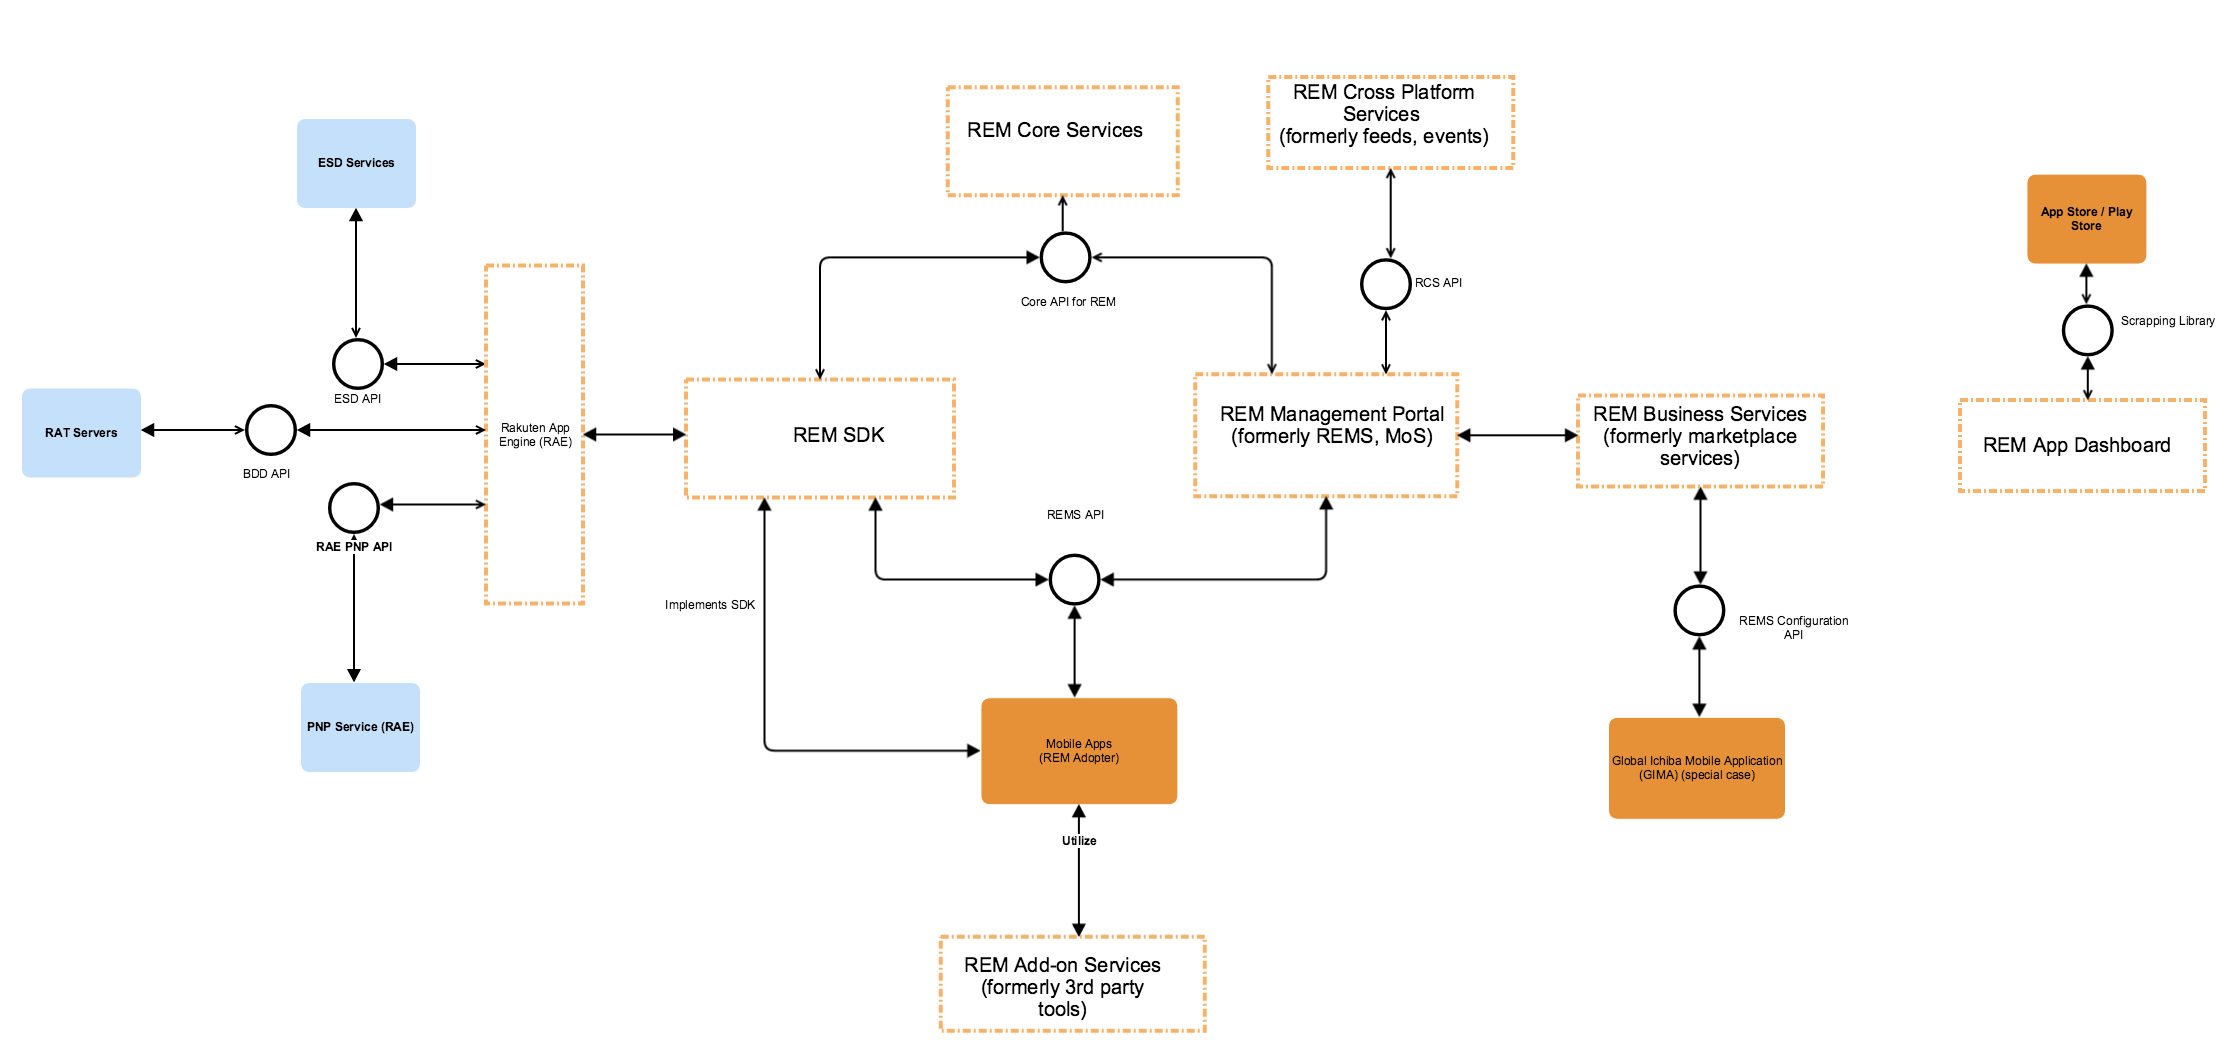 REM Cross Platform
Services
(formerly feeds, events)
REM Core Services
ESD Services
App Store / Play
Store
RCS API
Core API for REM
Scrapping Library
ESD API
RAT Servers
BDD API
Rakuten App
Engine (RAE)
REM SDK
REM Management Portal
(formerly REMS, MoS)
REM Business Services
(formerly marketplace
services)
REM App Dashboard
RAE PNP API
REMS API
Implements SDK
REMS Configuration
API
PNP Service (RAE)
Mobile Apps
(REM Adopter)
Global Ichiba Mobile Application
(GIMA) (special case)
Utilize
REM Add-on Services
(formerly 3rd party
tools)